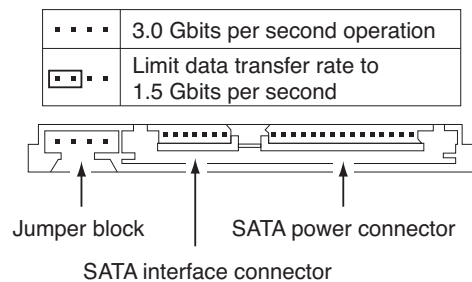 3.0 Gbits per second operation
Limit data transfer rate to
1.5 Gbits per second
Jumper block
SATA power connector
SATA interface connector